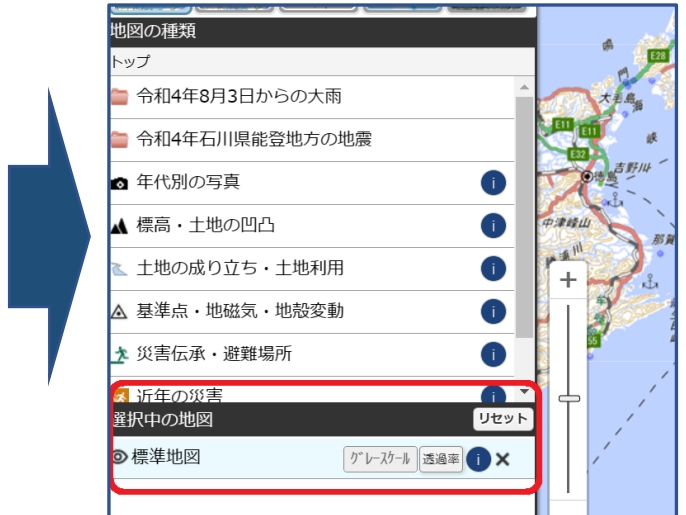 地図の種類
トップ
令和4年8月3日からの大雨
令和4年石川県能登地方の地震
年代別の写真
i
標高・土地の凹凸
i
土地の成り立ち・土地利用
i
基準点・地磁気・地殻変動
i
災害伝承・避難場所
i
近年の災害
i
選択中の地図
リセット
標準地図
グレースケール
透過率
i
鳴
門
E28
大毛島
E11
E11
E32
徳島
吉野川
中津峰山
那賀
川
55